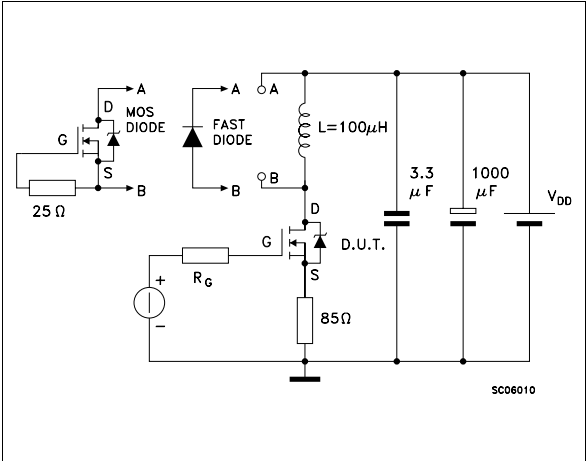 A
D
MOS
DIODE
G
S
B
25 Ω
A
FAST
DIODE
B
A
B
L=100μH
D
G
S
D.U.T.
R_G
+
−
85Ω
3.3
μF
1000
μF
V_DD
SC06010